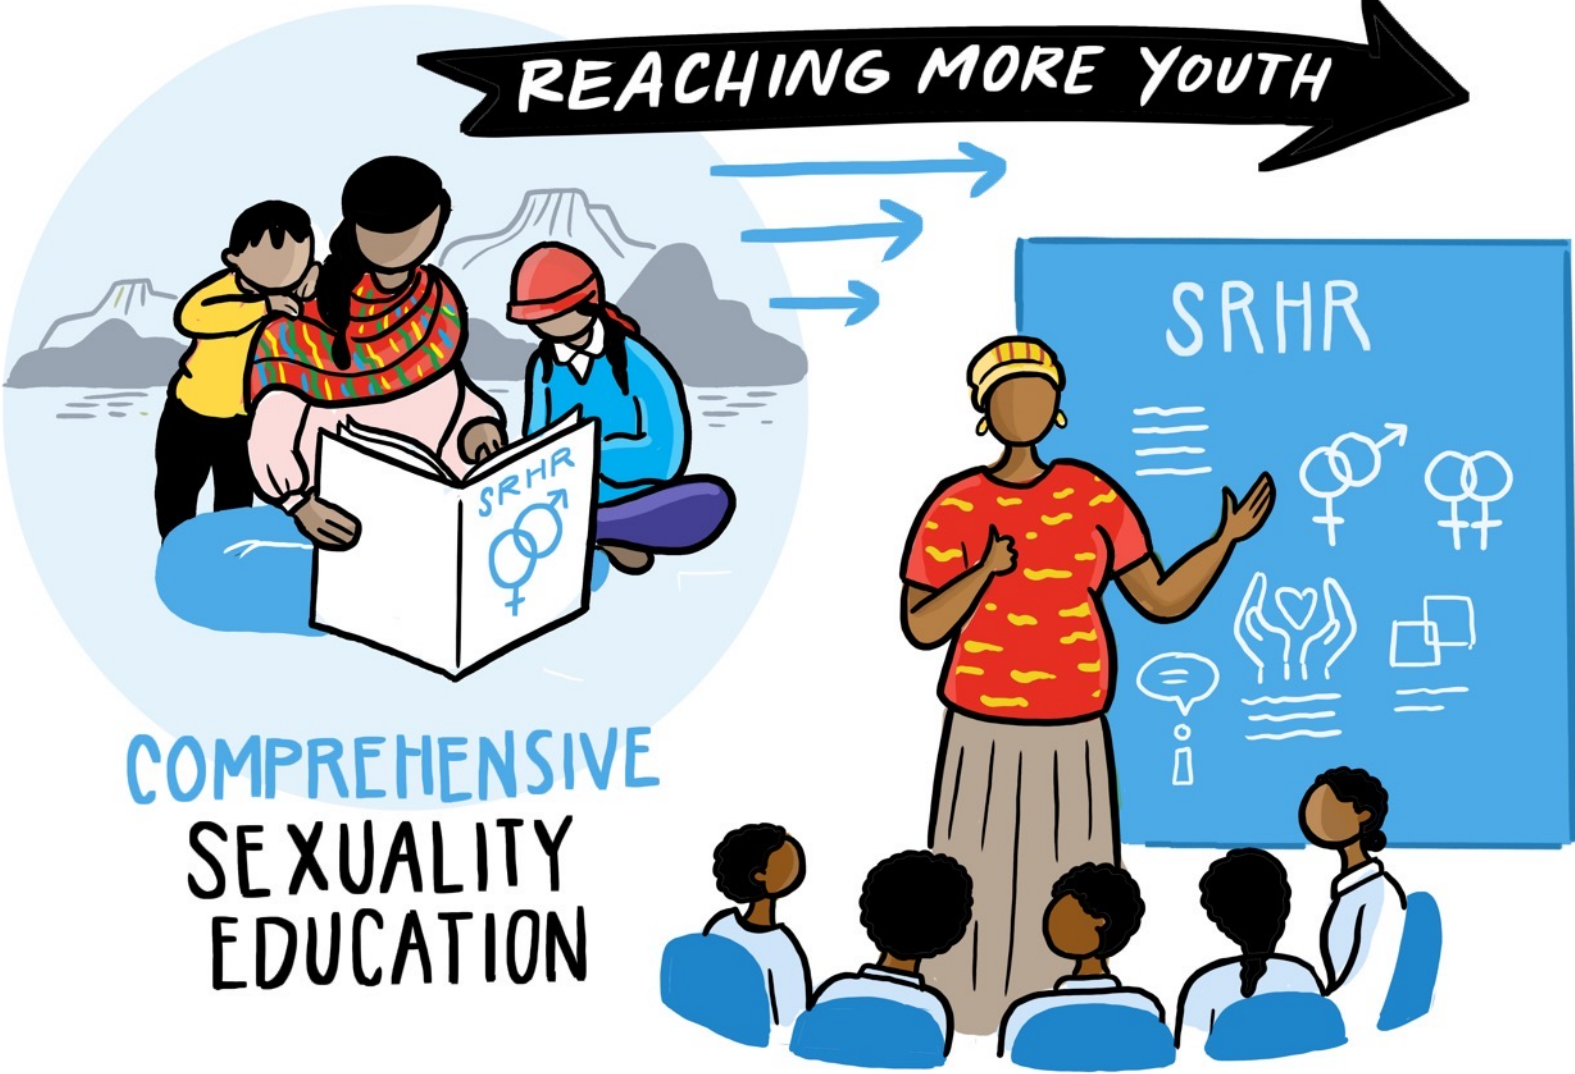 REACHING MORE YOUTH
SRHR
SRHR
COMPREHENSIVE
SEXUALITY
EDUCATION